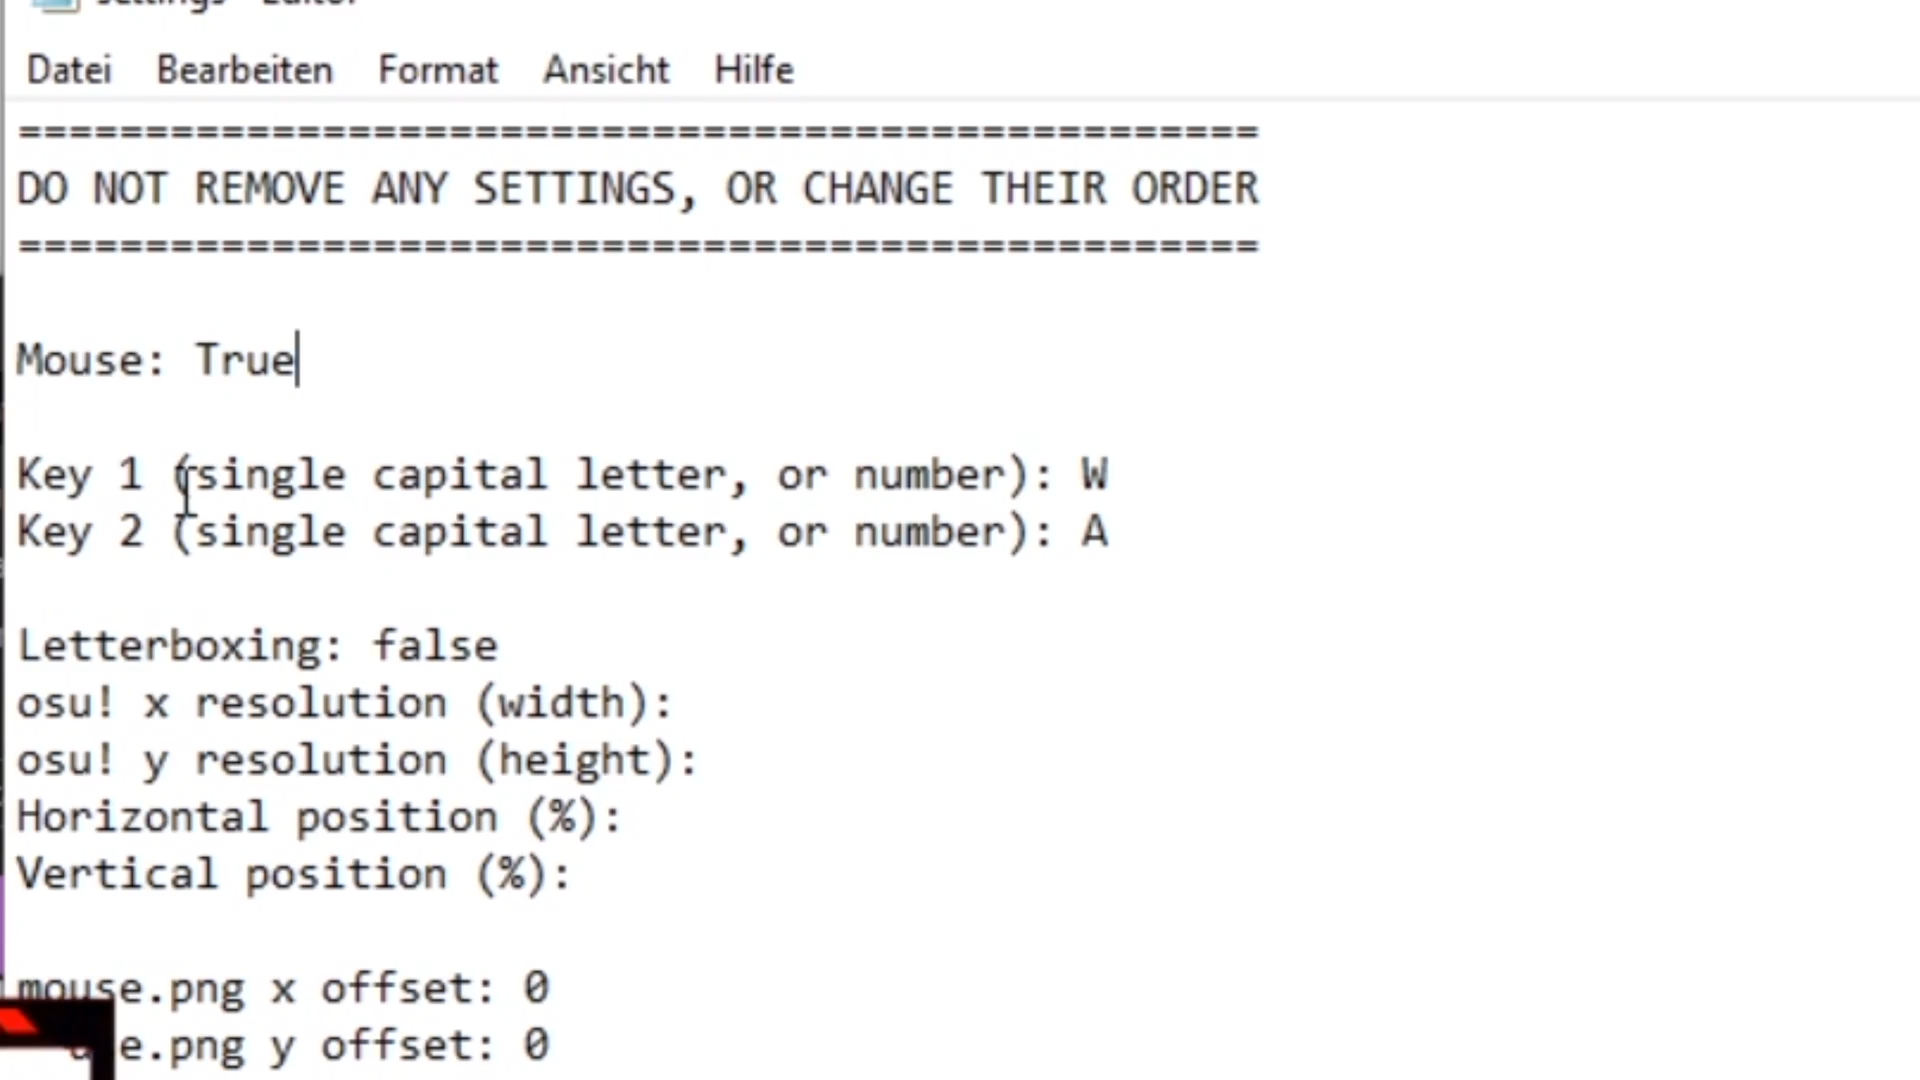 settings - Editor
Datei Bearbeiten Format Ansicht Hilfe
=================================================
DO NOT REMOVE ANY SETTINGS, OR CHANGE THEIR ORDER
=================================================
Mouse: True
Key 1 (single capital letter, or number): W
Key 2 (single capital letter, or number): A
Letterboxing: false
osu! x resolution (width):
osu! y resolution (height):
Horizontal position (%):
Vertical position (%):
mouse.png x offset: 0
y offset: 0